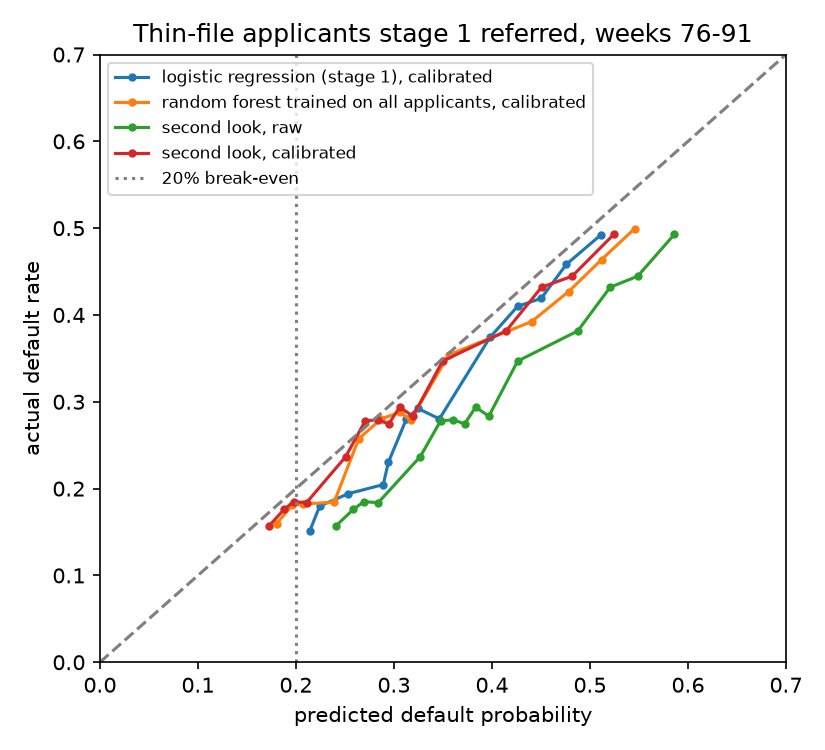 Thin-file applicants stage 1 referred, weeks 76-91
logistic regression (stage 1), calibrated
random forest trained on all applicants, calibrated
second look, raw
second look, calibrated
20% break-even
0.7
0.6
0.5
0.4
0.3
0.2
0.1
0.0
actual default rate
0.0 0.1 0.2 0.3 0.4 0.5 0.6 0.7
predicted default probability